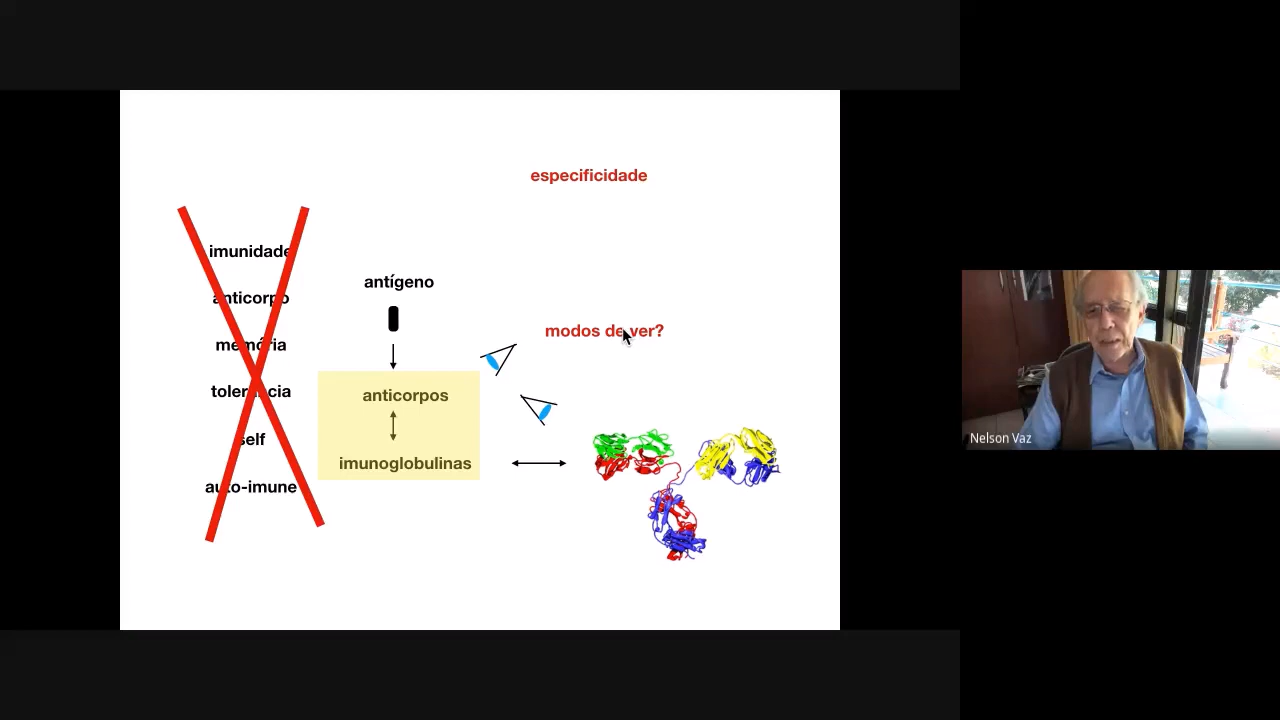 especificidade
imunidade
anticorpo
memória
tolerância
self
auto-imune
antígeno
anticorpos
imunoglobulinas
modos de ver?
Nelson Vaz